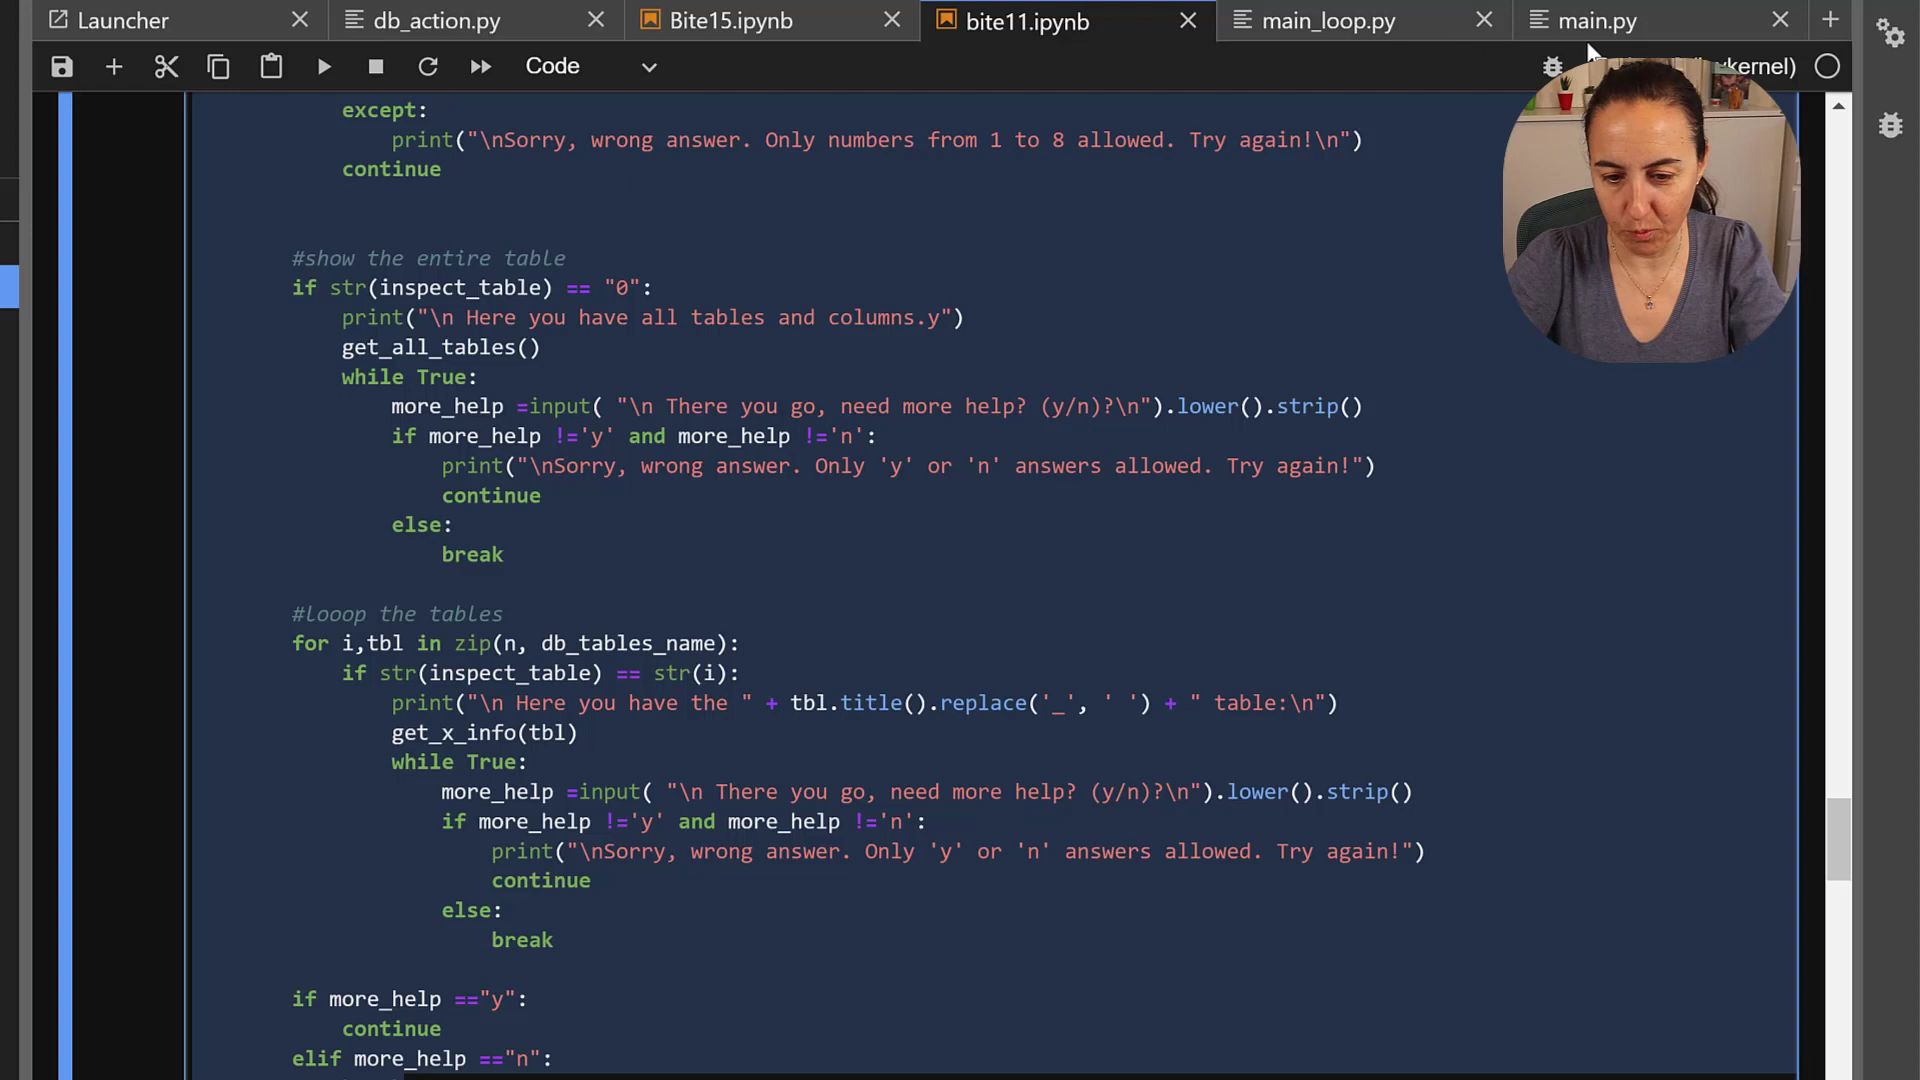 Launcher
db_action.py
Bite15.ipynb
bite11.ipynb
main_loop.py
main.py
Code
kernel)
except:
print("\nSorry, wrong answer. Only numbers from 1 to 8 allowed. Try again!\n")
continue
#show the entire table
if str(inspect_table) == "0":
print("\n Here you have all tables and columns.y")
get_all_tables()
while True:
more_help =input( "\n There you go, need more help? (y/n)?\n").lower().strip()
if more_help !='y' and more_help !='n':
print("\nSorry, wrong answer. Only 'y' or 'n' answers allowed. Try again!")
continue
else:
break
#looop the tables
for i,tbl in zip(n, db_tables_name):
if str(inspect_table) == str(i):
print("\n Here you have the " + tbl.title().replace('_', ' ') + " table:\n")
get_x_info(tbl)
while True:
more_help =input( "\n There you go, need more help? (y/n)?\n").lower().strip()
if more_help !='y' and more_help !='n':
print("\nSorry, wrong answer. Only 'y' or 'n' answers allowed. Try again!")
continue
else:
break
if more_help =="y":
continue
elif more_help =="n":